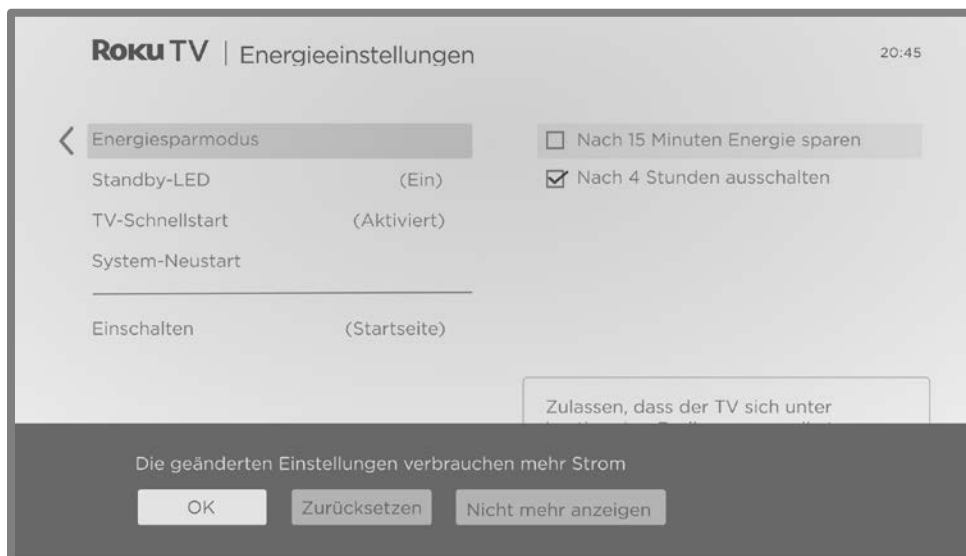 Roku TV | Energieeinstellungen
20:45
Energiesparmodus
Standby-LED (Ein)
TV-Schnellstart (Aktiviert)
System-Neustart
Einschalten (Startseite)
Nach 15 Minuten Energie sparen
Nach 4 Stunden ausschalten
Zulassen, dass der TV sich unter
Die geänderten Einstellungen verbrauchen mehr Strom
OK Zurücksetzen Nicht mehr anzeigen